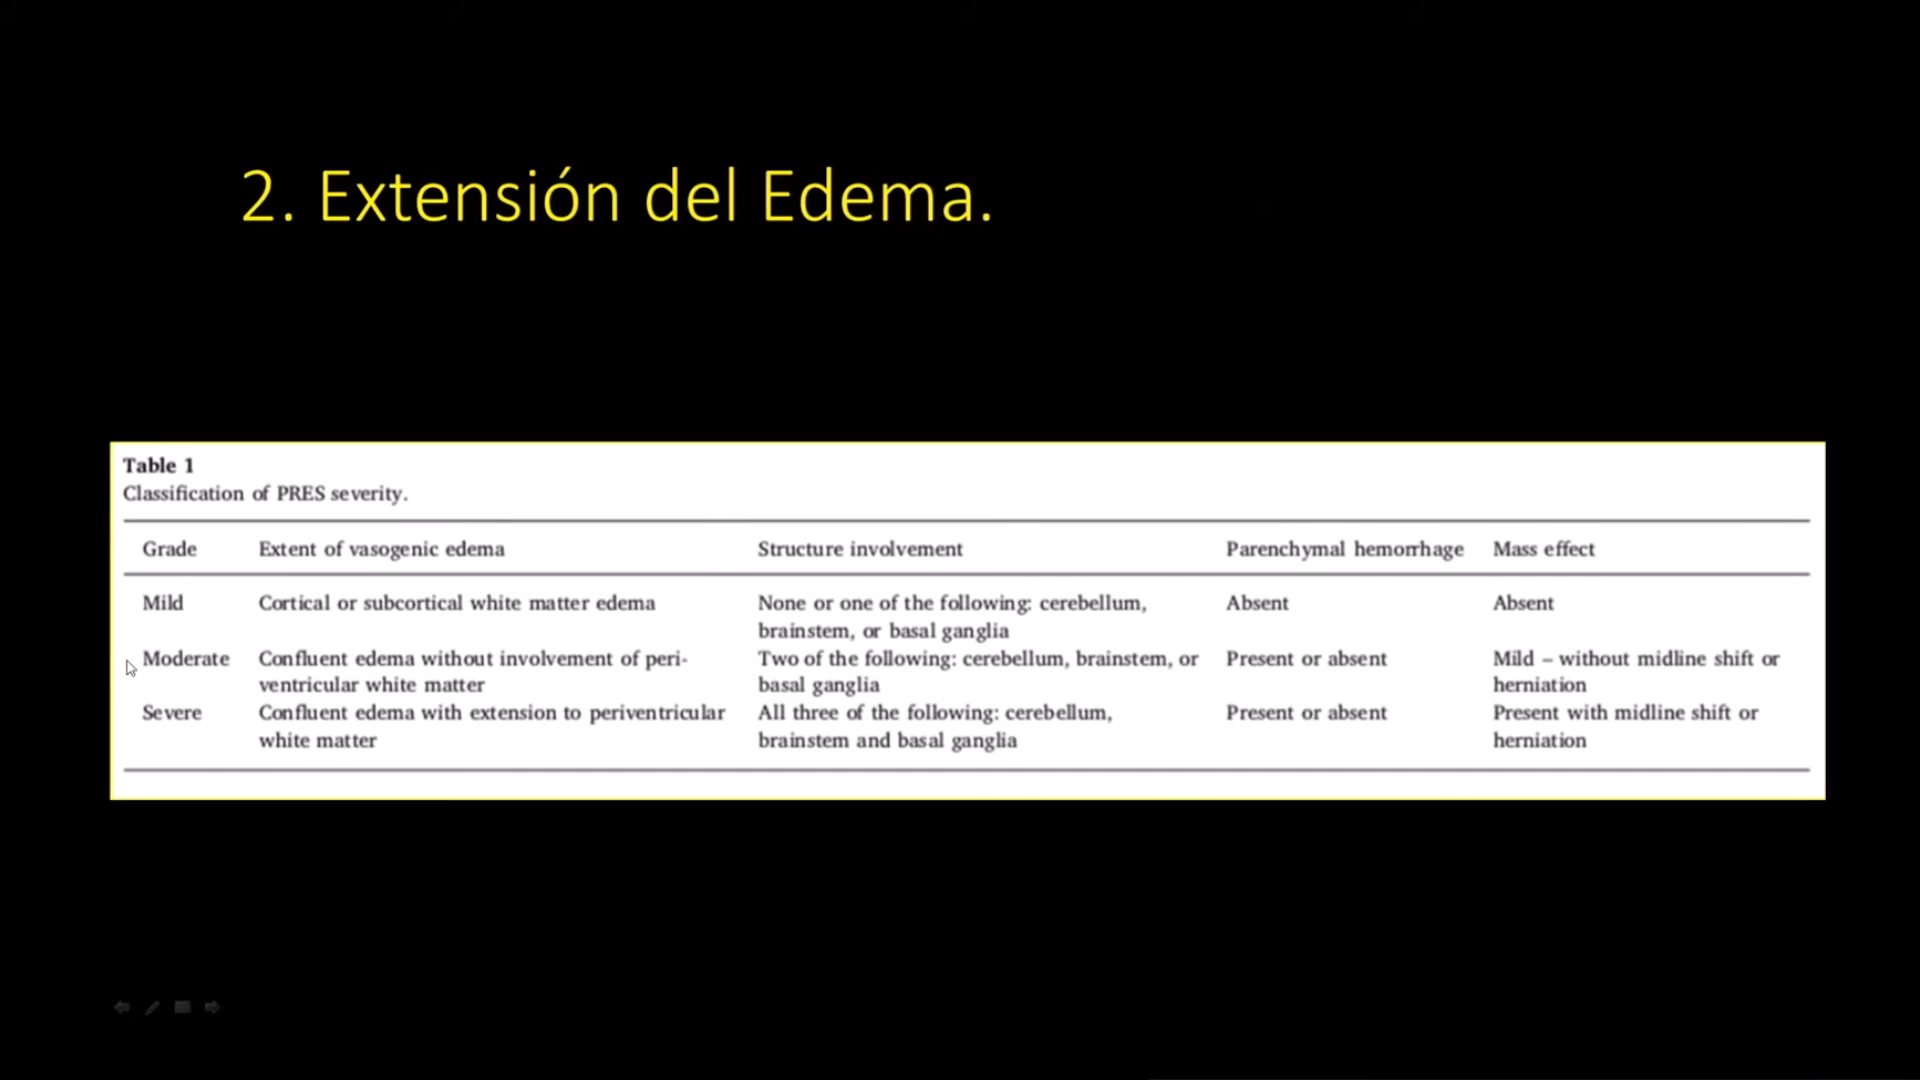 2. Extensión del Edema.
Table 1
Classification of PRES severity.
Grade Extent of vasogenic edema Structure involvement Parenchymal hemorrhage Mass effect
Mild Cortical or subcortical white matter edema None or one of the following: cerebellum, Absent Absent
brainstem, or basal ganglia
Moderate Confluent edema without involvement of peri- Two of the following: cerebellum, brainstem, or Present or absent Mild – without midline shift or
ventricular white matter basal ganglia herniation
Severe Confluent edema with extension to periventricular All three of the following: cerebellum, Present or absent Present with midline shift or
white matter brainstem and basal ganglia herniation